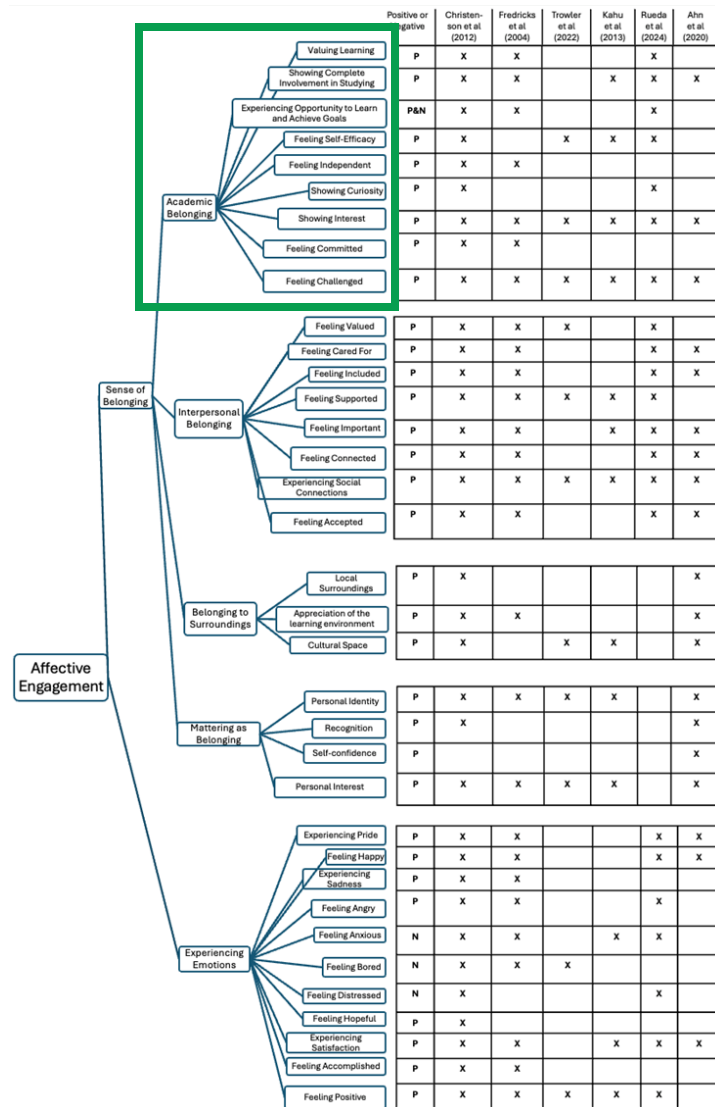 Positive or Christen- Fredricks Trowler Kahu Rueda Ahn
egative son et al et al et al et al et al et al
(2012) (2004) (2022) (2013) (2024) (2020)
Valuing Learning P X X X
Showing Complete
Involvement in Studying P X X X X X
Experiencing Opportunity to Learn
and Achieve Goals P&N X X X
Feeling Self-Efficacy P X X X X
Feeling Independent P X X
Showing Curiosity P X X
Academic
Belonging
Showing Interest P X X X X X X
Feeling Committed P X X
Feeling Challenged P X X X X X X
Feeling Valued P X X X X
Feeling Cared For P X X X X
Feeling Included P X X X X
Sense of
Belonging
Feeling Supported P X X X X X
Interpersonal
Belonging
Feeling Important P X X X X X
Feeling Connected P X X X X
Experiencing Social
Connections P X X X X X X
Feeling Accepted P X X X X
Local
Surroundings P X X
Belonging to
Surroundings
Appreciation of the
learning environment P X X X
Cultural Space P X X X X
Affective
Engagement
Personal Identity P X X X X X
Mattering as
Belonging
Recognition P X X
Self-confidence P X
Personal Interest P X X X X X
Experiencing Pride P X X X X
Feeling Happy P X X X X
Experiencing
Sadness P X X
Feeling Angry P X X X
Feeling Anxious N X X X X
Experiencing
Emotions
Feeling Bored N X X X
Feeling Distressed N X X
Feeling Hopeful P X
Experiencing
Satisfaction P X X X X X
Feeling Accomplished P X X
Feeling Positive P X X X X X